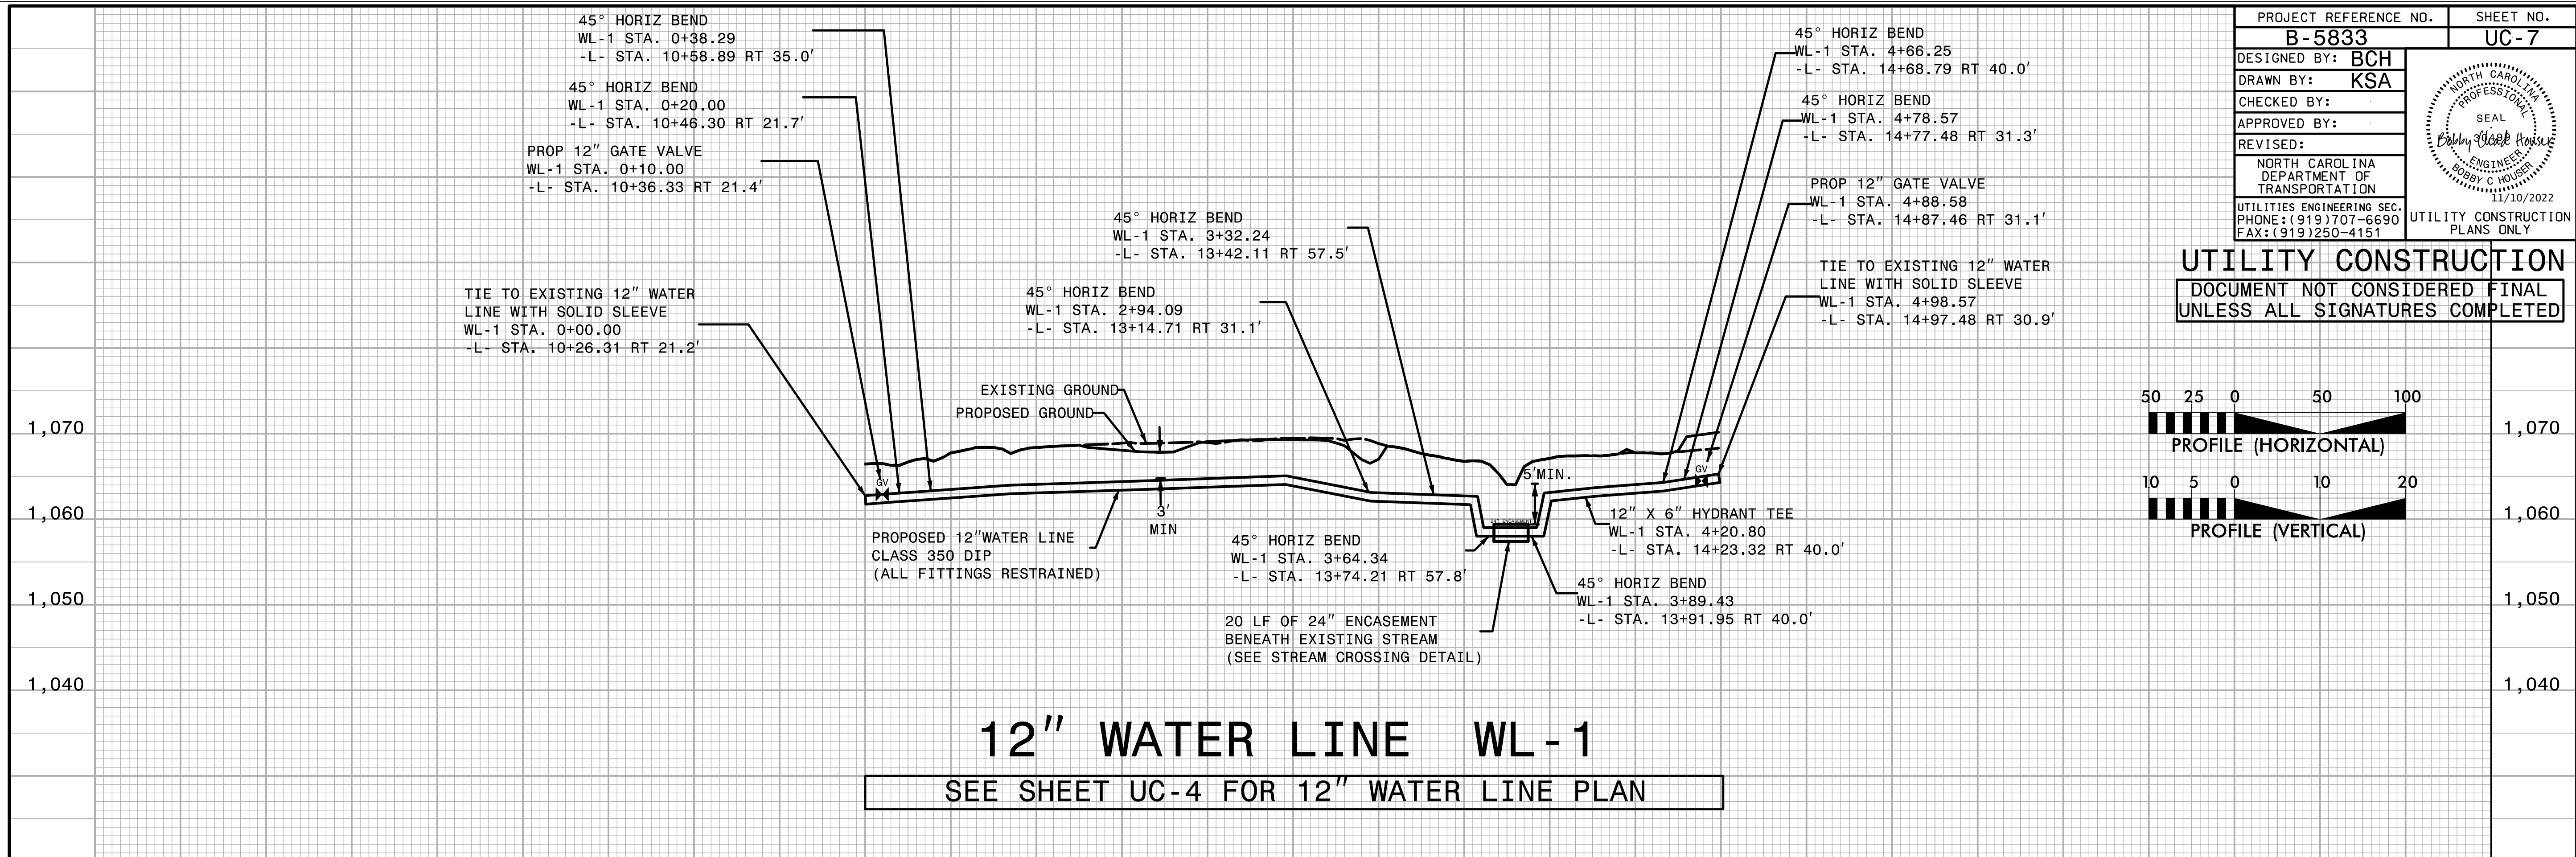 45° HORIZ BEND
WL-1 STA. 0+38.29
-L- STA. 10+58.89 RT 35.0'
45° HORIZ BEND
WL-1 STA. 0+20.00
-L- STA. 10+46.30 RT 21.7'
PROP 12" GATE VALVE
WL-1 STA. 0+10.00
-L- STA. 10+36.33 RT 21.4'
TIE TO EXISTING 12" WATER
LINE WITH SOLID SLEEVE
WL-1 STA. 0+00.00
-L- STA. 10+26.31 RT 21.2'
45° HORIZ BEND
WL-1 STA. 3+32.24
-L- STA. 13+42.11 RT 57.5'
45° HORIZ BEND
WL-1 STA. 2+94.09
-L- STA. 13+14.71 RT 31.1'
EXISTING GROUND
PROPOSED GROUND
45° HORIZ BEND
WL-1 STA. 4+66.25
-L- STA. 14+68.79 RT 40.0'
45° HORIZ BEND
WL-1 STA. 4+78.57
-L- STA. 14+77.48 RT 31.3'
PROP 12" GATE VALVE
WL-1 STA. 4+88.58
-L- STA. 14+87.46 RT 31.1'
TIE TO EXISTING 12" WATER
LINE WITH SOLID SLEEVE
WL-1 STA. 4+98.57
-L- STA. 14+97.48 RT 30.9'
PROJECT REFERENCE NO.
SHEET NO.
B-5833
UC-7
DESIGNED BY: BCH
DRAWN BY: KSA
CHECKED BY:
APPROVED BY:
REVISED:
NORTH CAROLINA
DEPARTMENT OF
TRANSPORTATION
UTILITIES ENGINEERING SEC.
PHONE:(919)707-6690
FAX:(919)250-4151
NORTH CAROLINA
PROFESSIONAL
SEAL
ENGINEER
BOBBY C HOUSER
11/10/2022
UTILITY CONSTRUCTION
PLANS ONLY
UTILITY CONSTRUCTION
DOCUMENT NOT CONSIDERED FINAL
UNLESS ALL SIGNATURES COMPLETED
50 25 0 50 100
PROFILE (HORIZONTAL)
10 5 0 10 20
PROFILE (VERTICAL)
1,070
1,060
1,050
1,040
1,070
1,060
1,050
1,040
GV
3'
MIN
5'MIN.
GV
PROPOSED 12"WATER LINE
CLASS 350 DIP
(ALL FITTINGS RESTRAINED)
45° HORIZ BEND
WL-1 STA. 3+64.34
-L- STA. 13+74.21 RT 57.8'
20 LF OF 24" ENCASEMENT
BENEATH EXISTING STREAM
(SEE STREAM CROSSING DETAIL)
12" X 6" HYDRANT TEE
WL-1 STA. 4+20.80
-L- STA. 14+23.32 RT 40.0'
45° HORIZ BEND
WL-1 STA. 3+89.43
-L- STA. 13+91.95 RT 40.0'
12" WATER LINE WL-1
SEE SHEET UC-4 FOR 12" WATER LINE PLAN